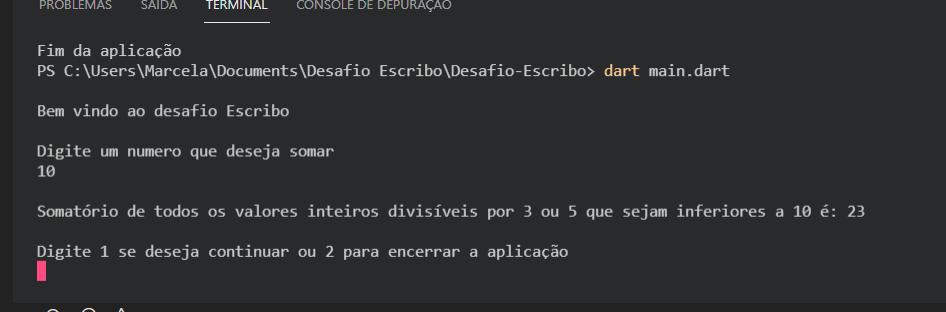 PROBLEMAS SAÍDA TERMINAL CONSOLE DE DEPURAÇÃO
Fim da aplicação
PS C:\Users\Marcela\Documents\Desafio Escribo\Desafio-Escribo> dart main.dart
Bem vindo ao desafio Escribo
Digite um numero que deseja somar
10
Somatório de todos os valores inteiros divisíveis por 3 ou 5 que sejam inferiores a 10 é: 23
Digite 1 se deseja continuar ou 2 para encerrar a aplicação